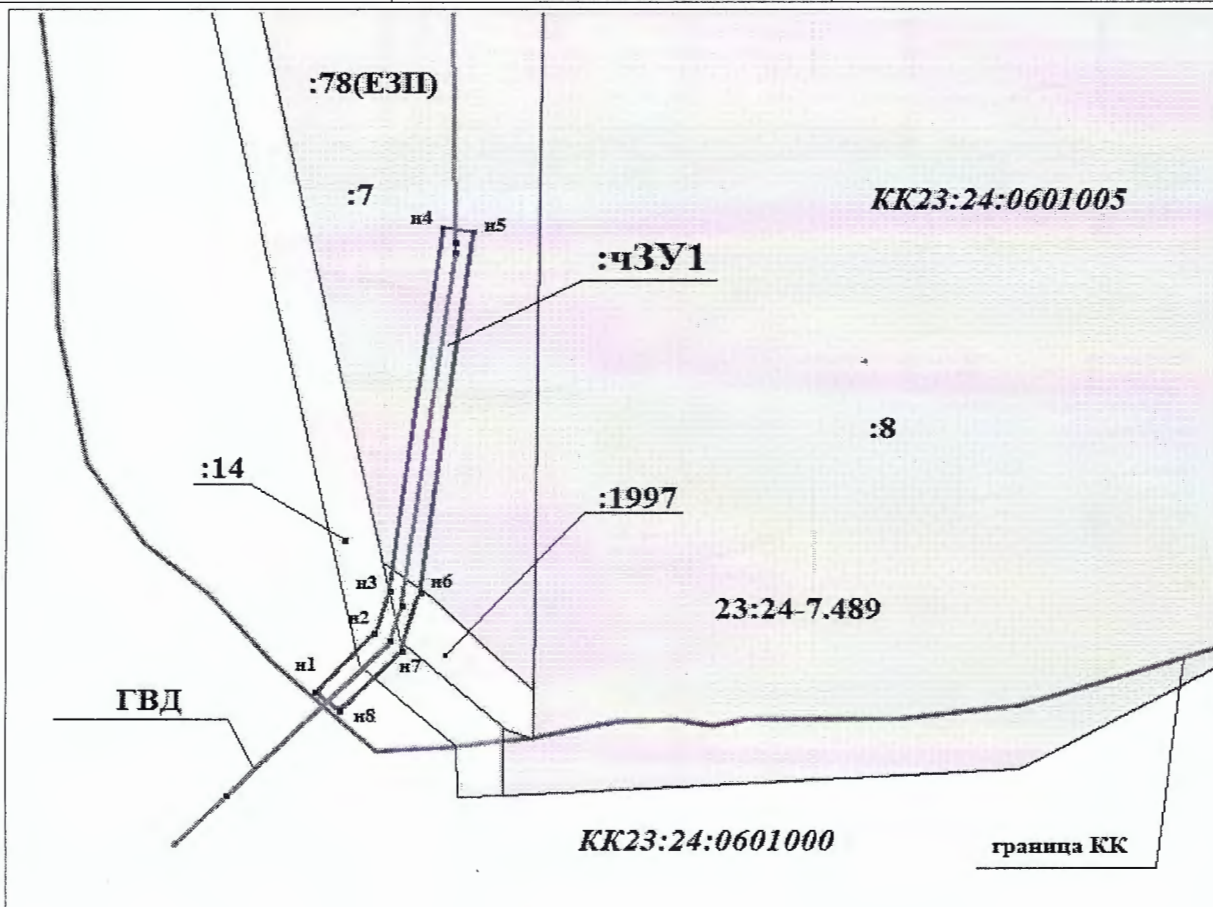 :78(ЕЗП)
:7
КК23:24:0601005
н4
н5
:чЗУ1
:8
:14
:1997
н3
н6
23:24-7.489
н2
н7
н1
ГВД
н8
КК23:24:0601000
граница КК